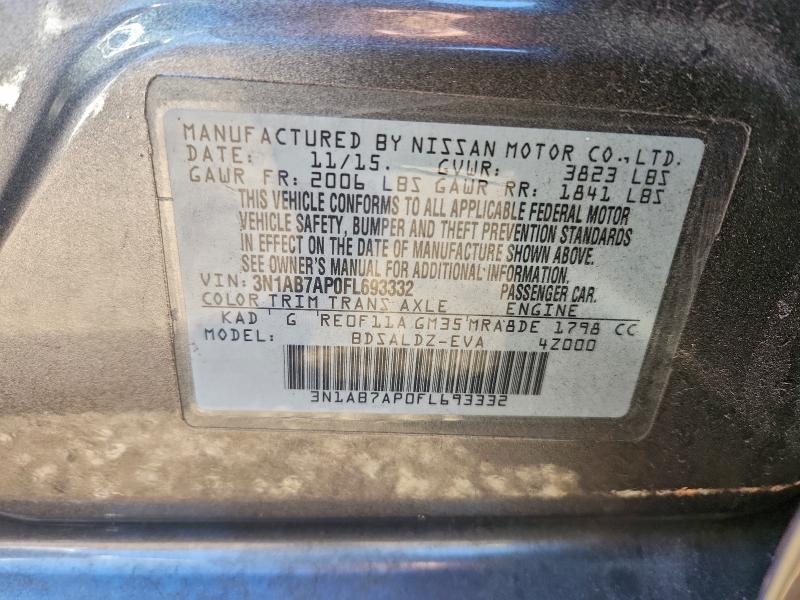 MANUFACTURED BY NISSAN MOTOR CO.,LTD.
DATE: 11/15. GVWR: 3823 LBS
GAWR FR: 2006 LBS GAWR RR: 1841 LBS
THIS VEHICLE CONFORMS TO ALL APPLICABLE FEDERAL MOTOR
VEHICLE SAFETY, BUMPER AND THEFT PREVENTION STANDARDS
IN EFFECT ON THE DATE OF MANUFACTURE SHOWN ABOVE.
SEE OWNER'S MANUAL FOR ADDITIONAL INFORMATION.
VIN: 3N1AB7AP0FL693332 PASSENGER CAR.
COLOR TRIM TRANS AXLE ENGINE
KAD G RE0F11A GM35 MRA8DE 1798 CC
MODEL: BDSALDZ-EVA 4Z000
3N1AB7AP0FL693332